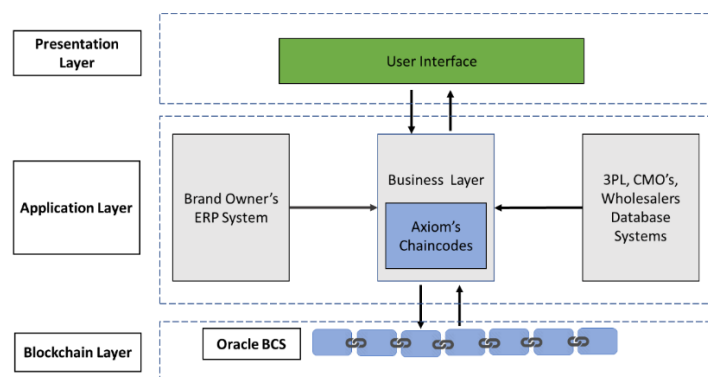 Presentation
Layer
User Interface
Application Layer
Brand Owner's
ERP System
Business Layer
Axiom's
Chaincodes
3PL, CMO's,
Wholesalers
Database
Systems
Blockchain Layer
Oracle BCS